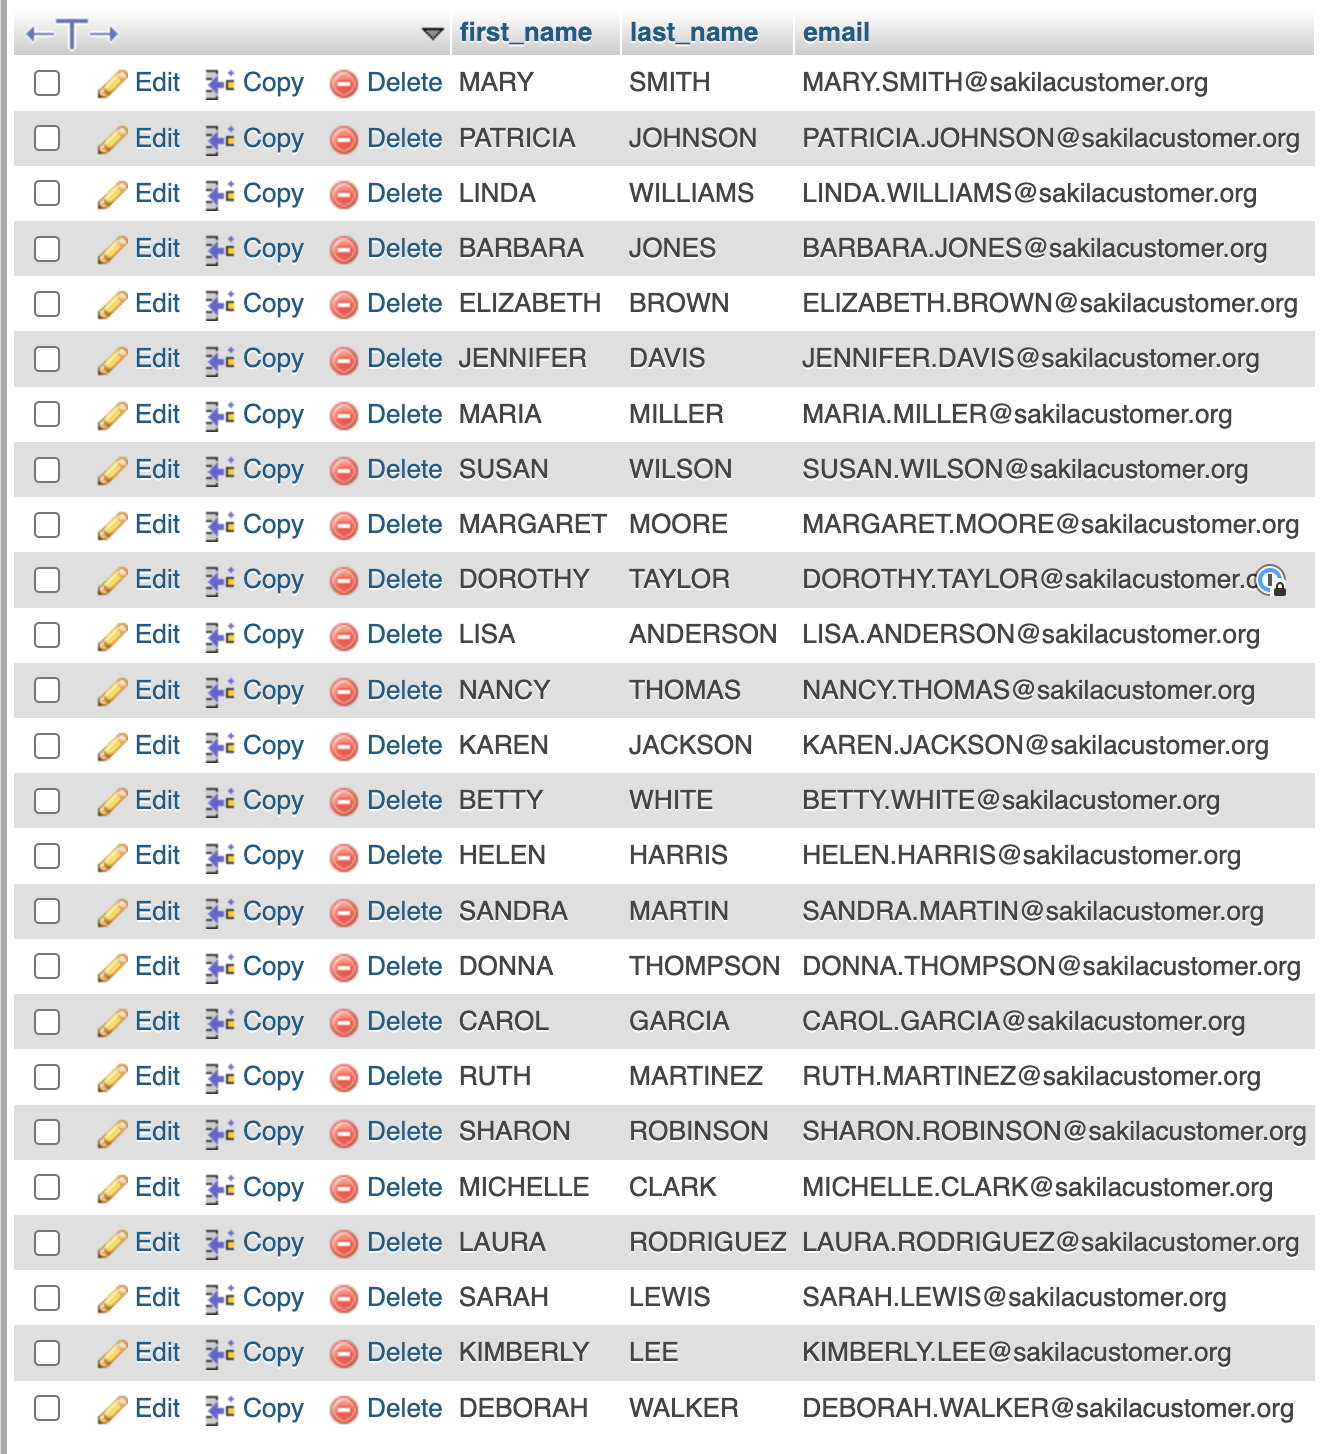 first_name last_name email
Edit Copy Delete MARY SMITH MARY.SMITH@sakilacustomer.org
Edit Copy Delete PATRICIA JOHNSON PATRICIA.JOHNSON@sakilacustomer.org
Edit Copy Delete LINDA WILLIAMS LINDA.WILLIAMS@sakilacustomer.org
Edit Copy Delete BARBARA JONES BARBARA.JONES@sakilacustomer.org
Edit Copy Delete ELIZABETH BROWN ELIZABETH.BROWN@sakilacustomer.org
Edit Copy Delete JENNIFER DAVIS JENNIFER.DAVIS@sakilacustomer.org
Edit Copy Delete MARIA MILLER MARIA.MILLER@sakilacustomer.org
Edit Copy Delete SUSAN WILSON SUSAN.WILSON@sakilacustomer.org
Edit Copy Delete MARGARET MOORE MARGARET.MOORE@sakilacustomer.org
Edit Copy Delete DOROTHY TAYLOR DOROTHY.TAYLOR@sakilacustomer.
Edit Copy Delete LISA ANDERSON LISA.ANDERSON@sakilacustomer.org
Edit Copy Delete NANCY THOMAS NANCY.THOMAS@sakilacustomer.org
Edit Copy Delete KAREN JACKSON KAREN.JACKSON@sakilacustomer.org
Edit Copy Delete BETTY WHITE BETTY.WHITE@sakilacustomer.org
Edit Copy Delete HELEN HARRIS HELEN.HARRIS@sakilacustomer.org
Edit Copy Delete SANDRA MARTIN SANDRA.MARTIN@sakilacustomer.org
Edit Copy Delete DONNA THOMPSON DONNA.THOMPSON@sakilacustomer.org
Edit Copy Delete CAROL GARCIA CAROL.GARCIA@sakilacustomer.org
Edit Copy Delete RUTH MARTINEZ RUTH.MARTINEZ@sakilacustomer.org
Edit Copy Delete SHARON ROBINSON SHARON.ROBINSON@sakilacustomer.org
Edit Copy Delete MICHELLE CLARK MICHELLE.CLARK@sakilacustomer.org
Edit Copy Delete LAURA RODRIGUEZ LAURA.RODRIGUEZ@sakilacustomer.org
Edit Copy Delete SARAH LEWIS SARAH.LEWIS@sakilacustomer.org
Edit Copy Delete KIMBERLY LEE KIMBERLY.LEE@sakilacustomer.org
Edit Copy Delete DEBORAH WALKER DEBORAH.WALKER@sakilacustomer.org